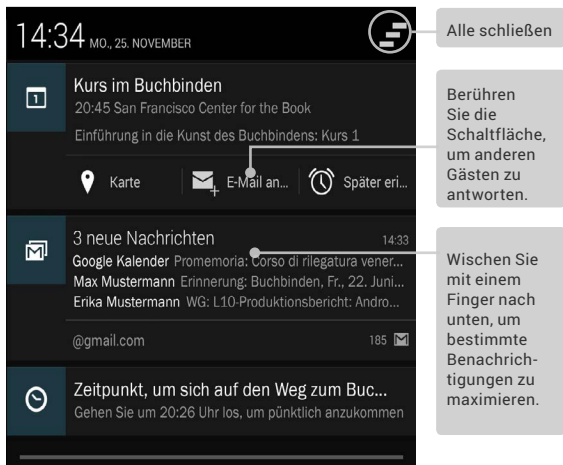 14:34 MO., 25. NOVEMBER
Alle schließen
1
Kurs im Buchbinden
20:45 San Francisco Center for the Book
Einführung in die Kunst des Buchbindens: Kurs 1
Karte
E-Mail an...
Später eri...
Berühren
Sie die
Schaltfläche,
um anderen
Gästen zu
antworten.
3 neue Nachrichten 14:33
Google Kalender Promemoria: Corso di rilegatura vener...
Max Mustermann Erinnerung: Buchbinden, Fr., 22. Juni...
Erika Mustermann WG: L10-Produktionsbericht: Andro...
@gmail.com 185
Wischen Sie
mit einem
Finger nach
unten, um
bestimmte
Benachrich-
tigungen zu
maximieren.
Zeitpunkt, um sich auf den Weg zum Buc...
Gehen Sie um 20:26 Uhr los, um pünktlich anzukommen